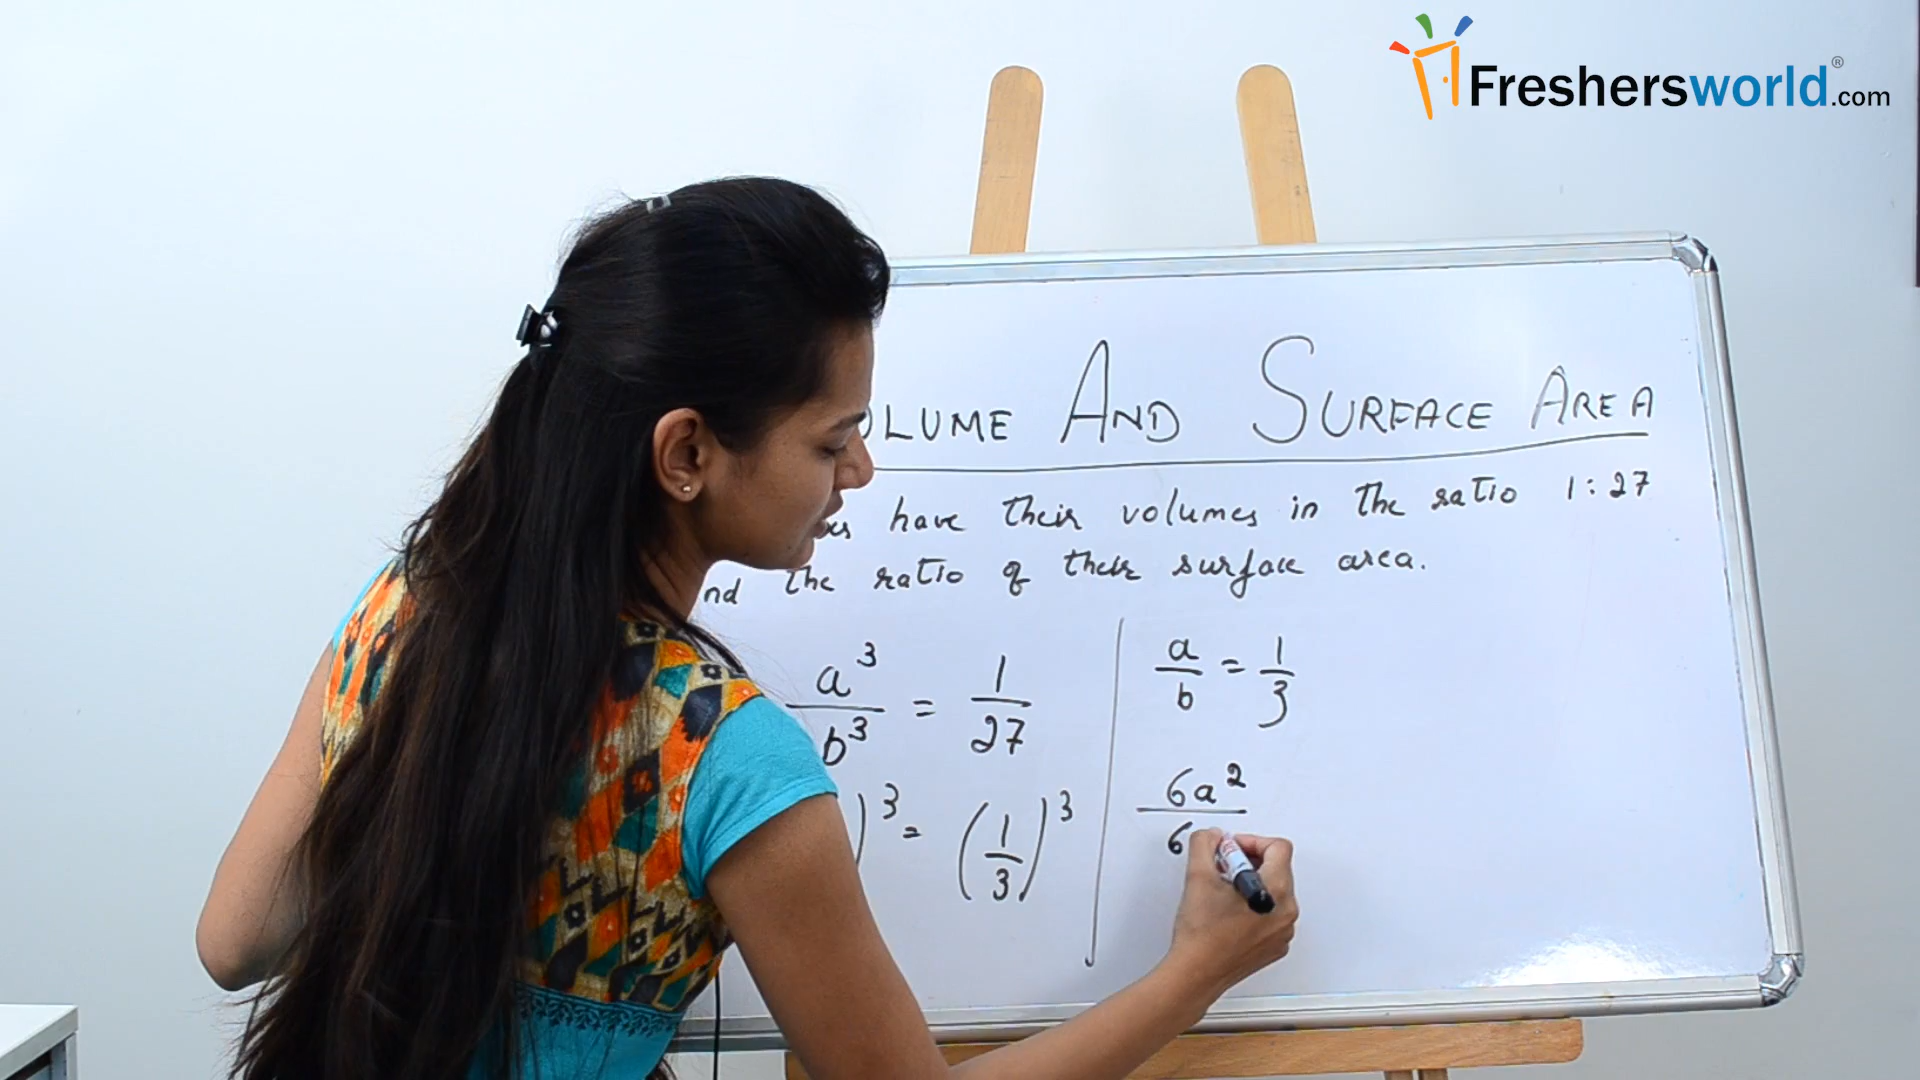 Freshersworld.com®
OLUME AND SURFACE AREA
have their volumes in the ratio 1:27
nd the ratio of their surface area.
a³/b³ = 1/27
)³ = (1/3)³
a/b = 1/3
6a²/6